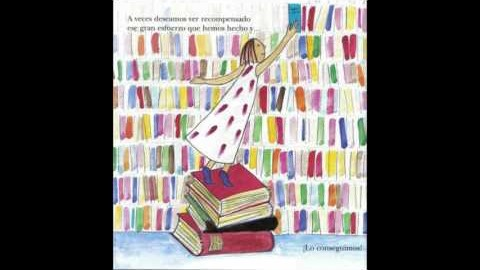 A veces deseamos ver recompensado
ese gran esfuerzo que hemos hecho y...
¡Lo conseguimos!